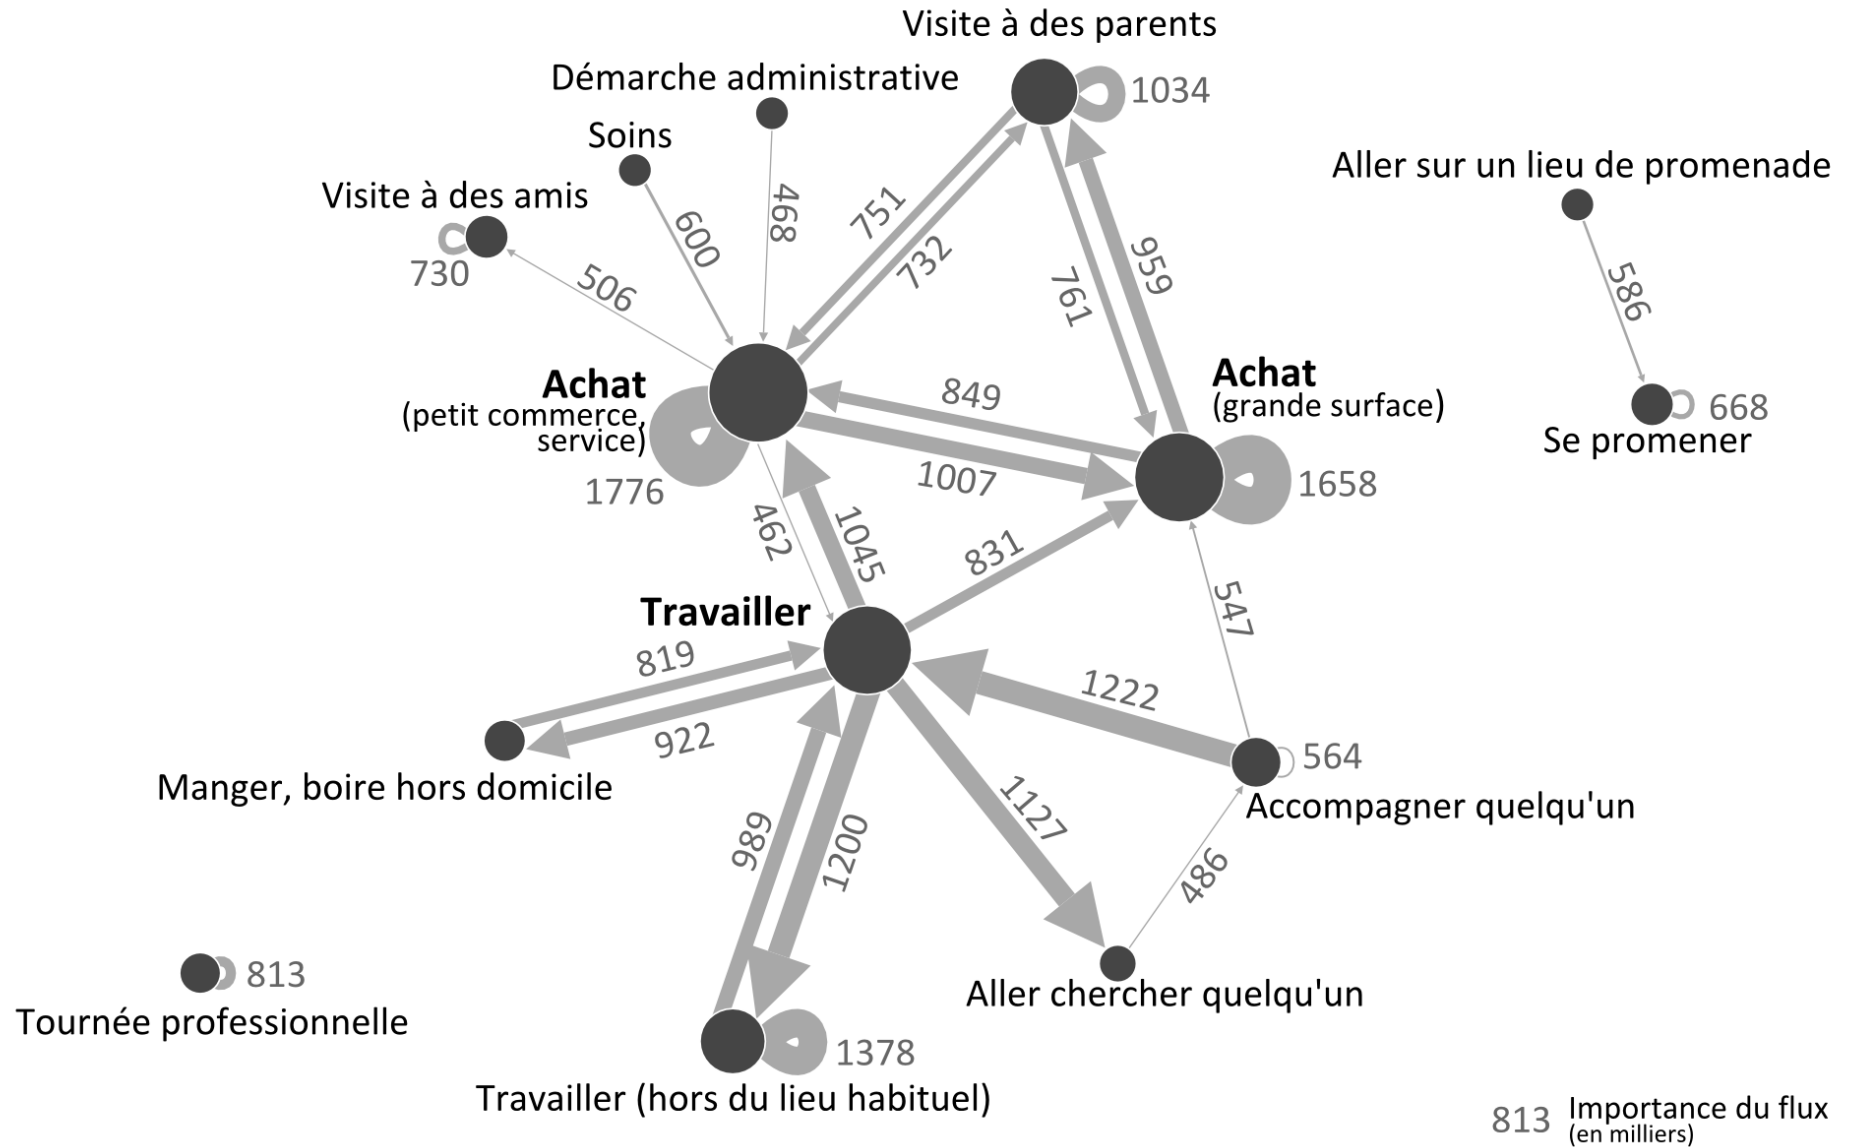 Visite à des parents
1034
Démarche administrative
Soins
Visite à des amis
730
Aller sur un lieu de promenade
506
600
468
751
732
761
959
586
Achat
(petit commerce,
service)
1776
849
1007
Achat
(grande surface)
1658
668
Se promener
462
1045
831
547
Travailler
819
922
1222
564
Accompagner quelqu'un
Manger, boire hors domicile
989
1200
1127
486
Aller chercher quelqu'un
813
Tournée professionnelle
1378
Travailler (hors du lieu habituel)
813 Importance du flux
(en milliers)